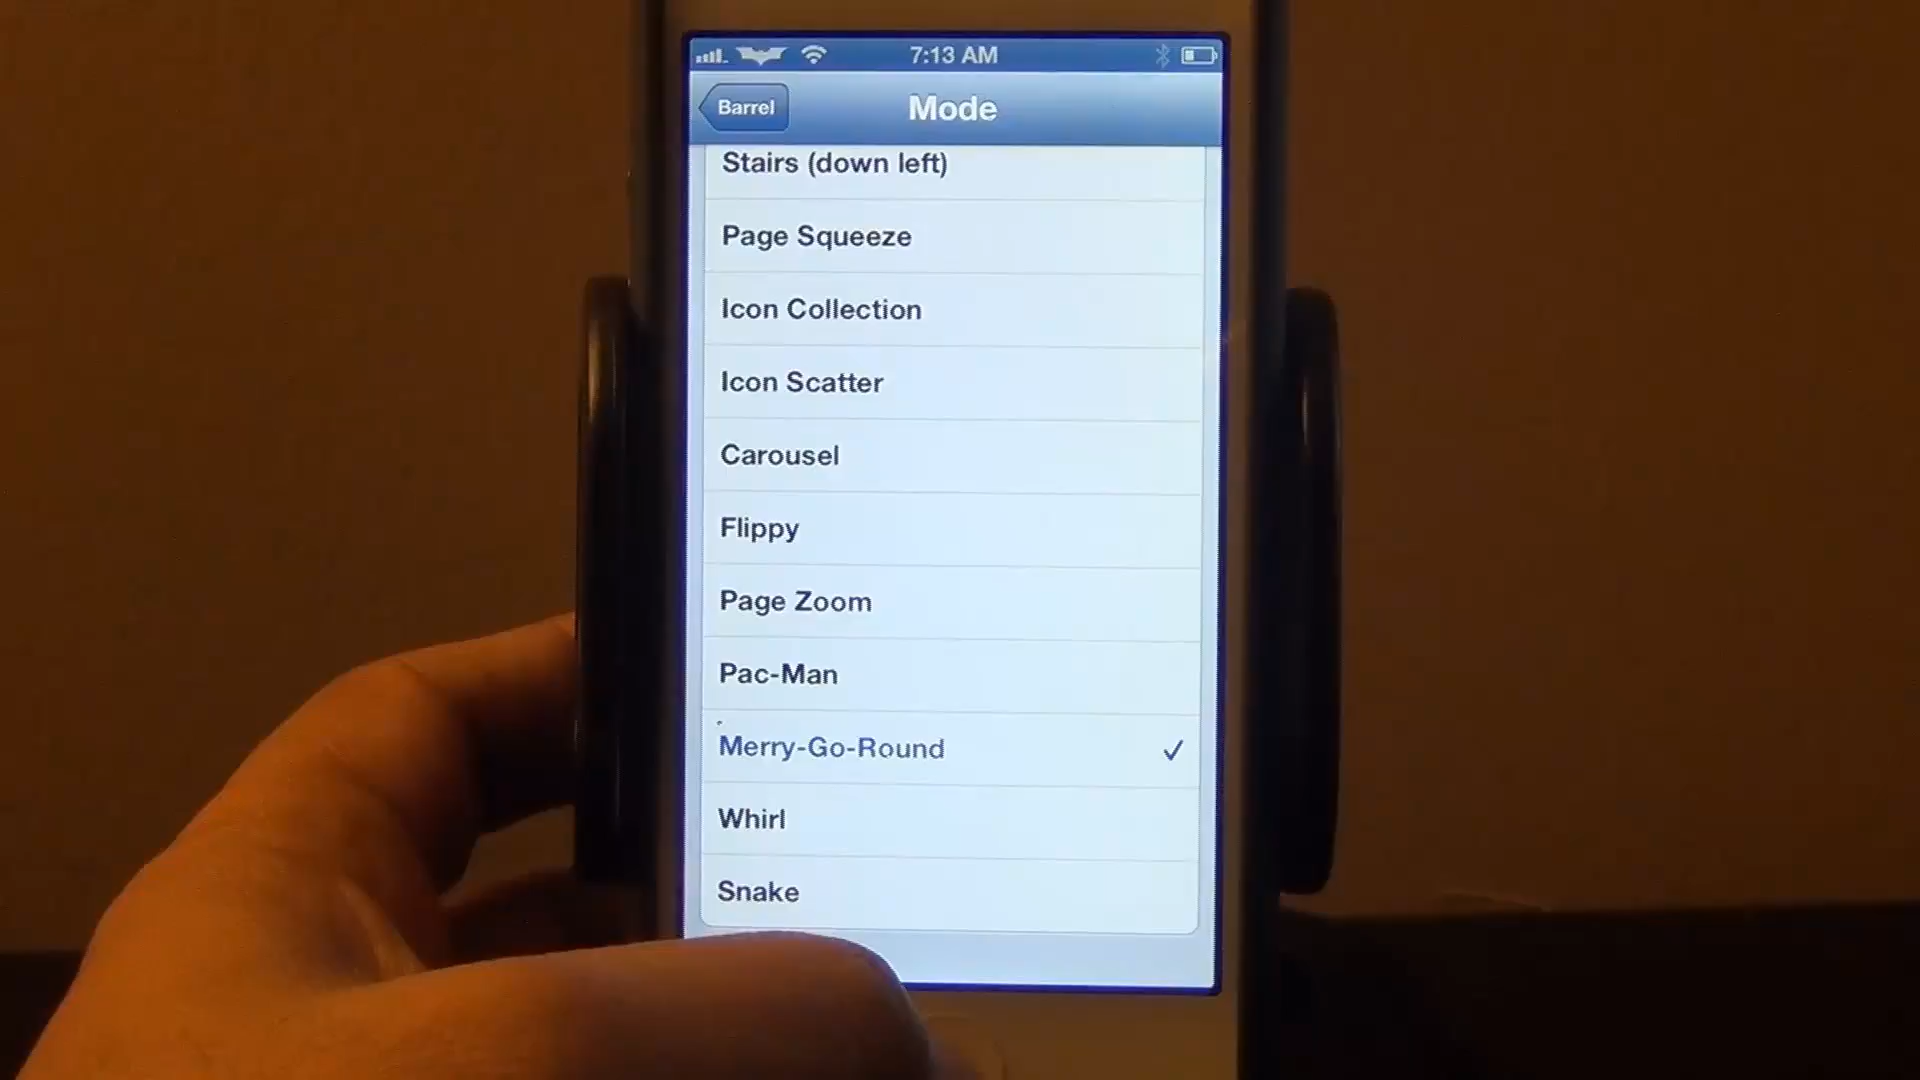 7:13 AM
Barrel
Mode
Stairs (down left)
Page Squeeze
Icon Collection
Icon Scatter
Carousel
Flippy
Page Zoom
Pac-Man
Merry-Go-Round
Whirl
Snake